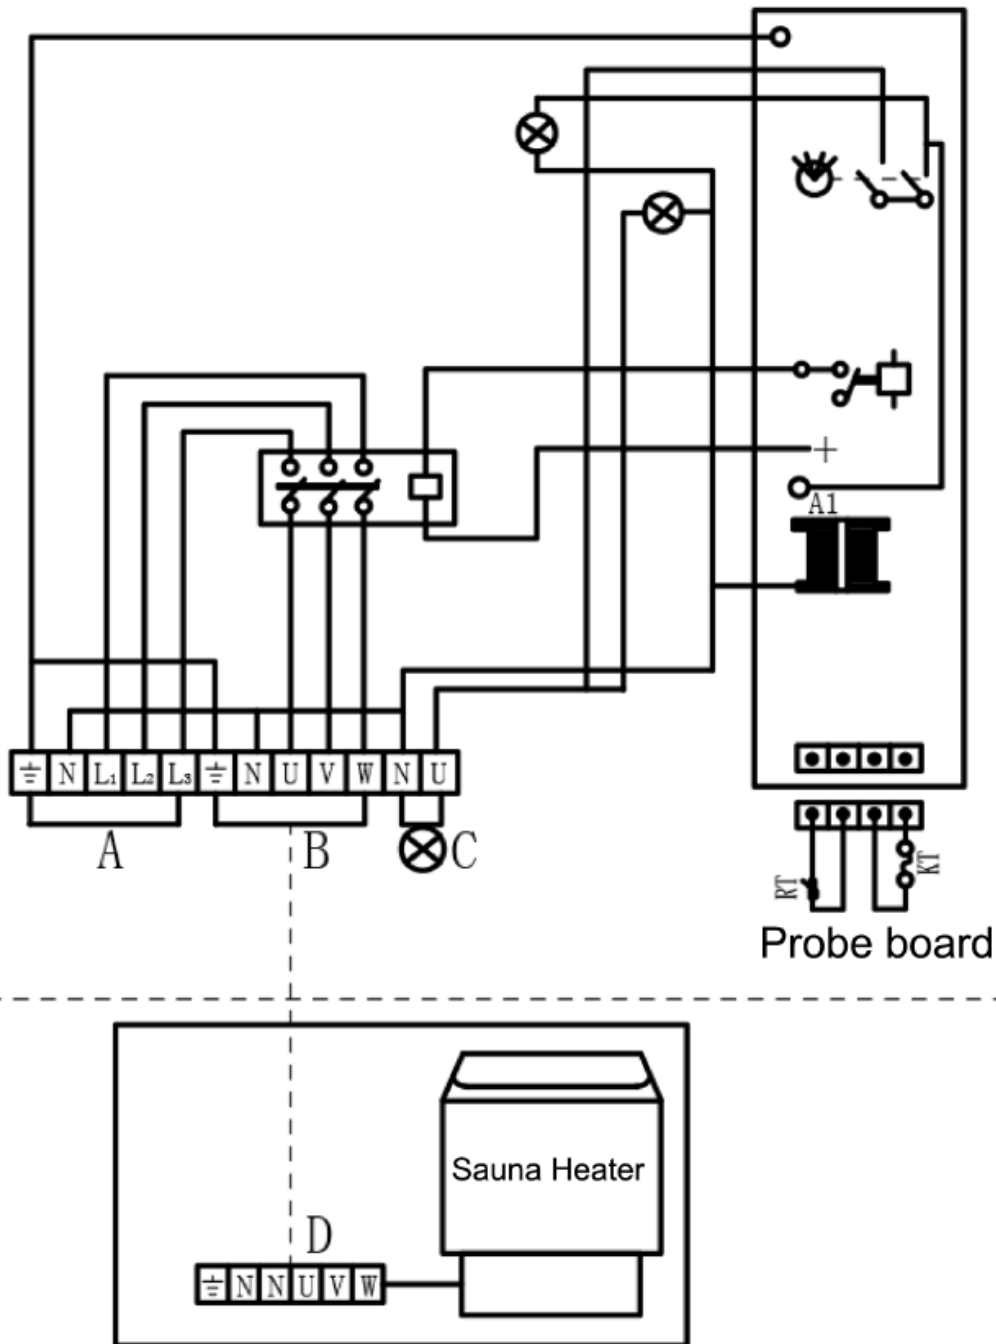 +
A1
⏚ N L₁ L₂ L₃ ⏚ N U V W N U
A B C
RT KT
Probe board
Sauna Heater
D
⏚ N N U V W